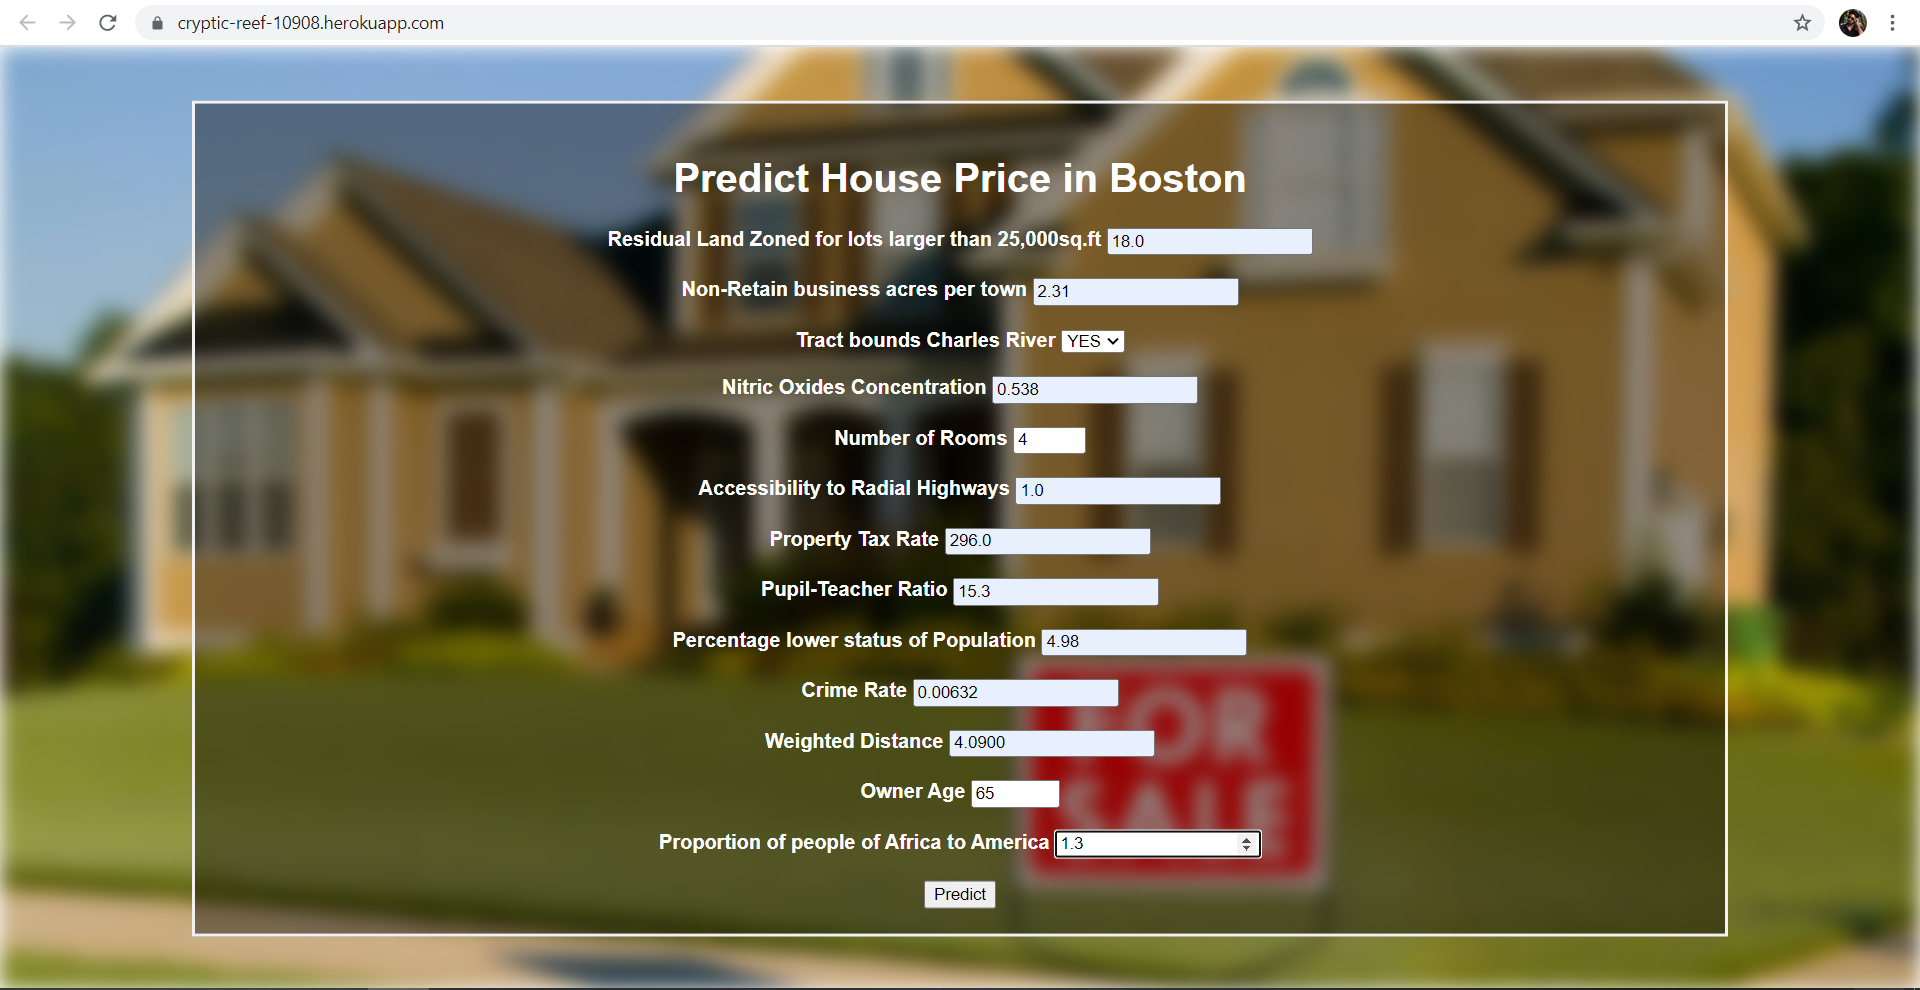 cryptic-reef-10908.herokuapp.com
Predict House Price in Boston
Residual Land Zoned for lots larger than 25,000sq.ft 18.0
Non-Retain business acres per town 2.31
Tract bounds Charles River YES
Nitric Oxides Concentration 0.538
Number of Rooms 4
Accessibility to Radial Highways 1.0
Property Tax Rate 296.0
Pupil-Teacher Ratio 15.3
Percentage lower status of Population 4.98
Crime Rate 0.00632
FOR
Weighted Distance 4.0900
SALE
Owner Age 65
Proportion of people of Africa to America 1.3
Predict